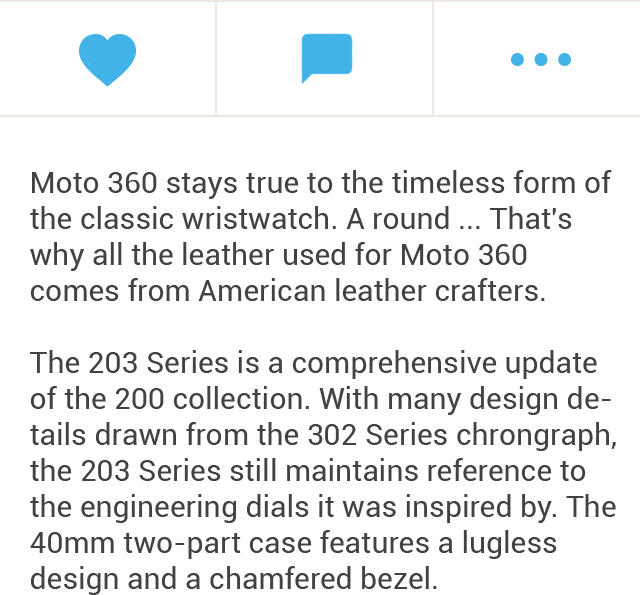 Moto 360 stays true to the timeless form of
the classic wristwatch. A round ... That's
why all the leather used for Moto 360
comes from American leather crafters.
The 203 Series is a comprehensive update
of the 200 collection. With many design de-
tails drawn from the 302 Series chrongraph,
the 203 Series still maintains reference to
the engineering dials it was inspired by. The
40mm two-part case features a lugless
design and a chamfered bezel.